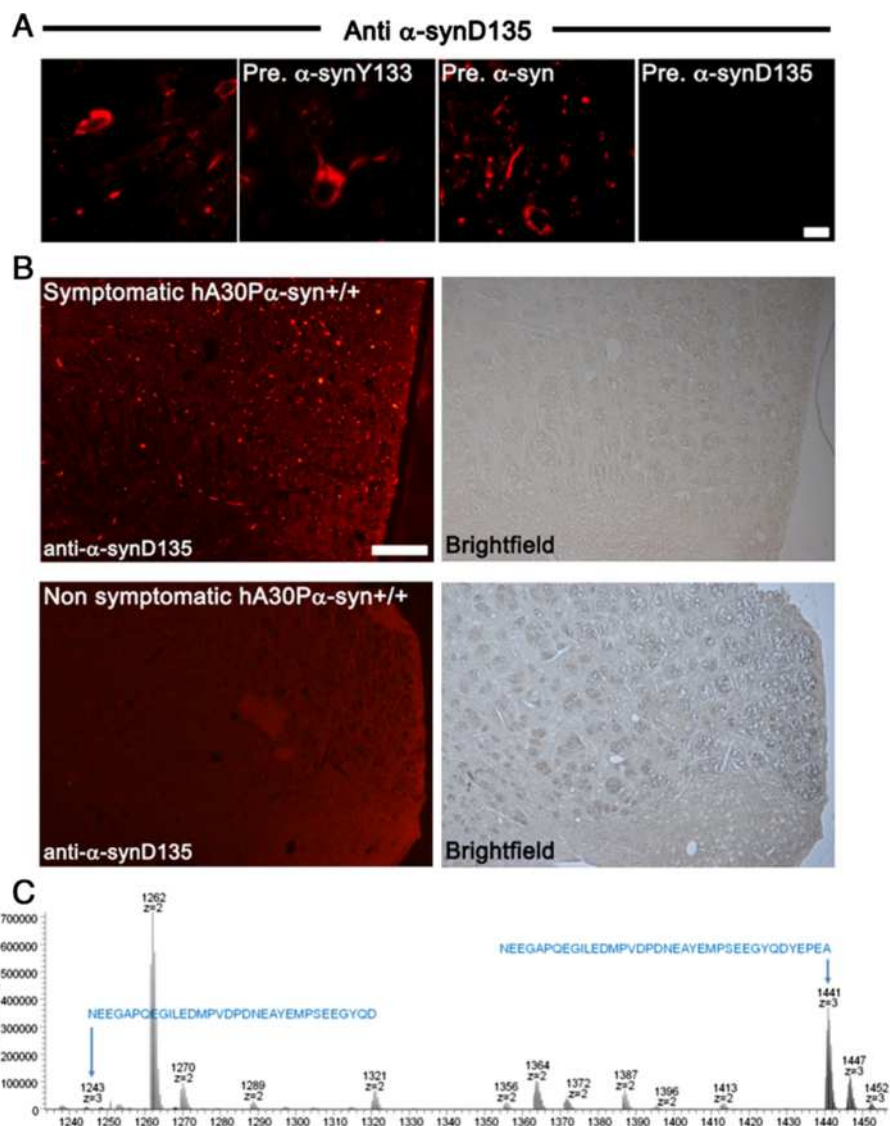 A
Anti α-synD135
Pre. α-synY133
Pre. α-syn
Pre. α-synD135
B
Symptomatic hA30Pα-syn+/+
anti-α-synD135
Brightfield
Non symptomatic hA30Pα-syn+/+
anti-α-synD135
Brightfield
C
700000
600000
500000
400000
300000
200000
100000
0
1262
z=2
NEEGAPQEGILEDMPVDPDNEAYEMPSEEGYQDYEPEA
1441
z=3
NEEGAPQEGILEDMPVDPDNEAYEMPSEEGYQD
1243
z=3
1270
z=2
1289
z=2
1321
z=2
1356
z=2
1364
z=2
1372
z=2
1387
z=2
1396
z=2
1413
z=2
1447
z=3
1452
z=3
1240 1250 1260 1270 1280 1290 1300 1310 1320 1330 1340 1350 1360 1370 1380 1390 1400 1410 1420 1430 1440 1450